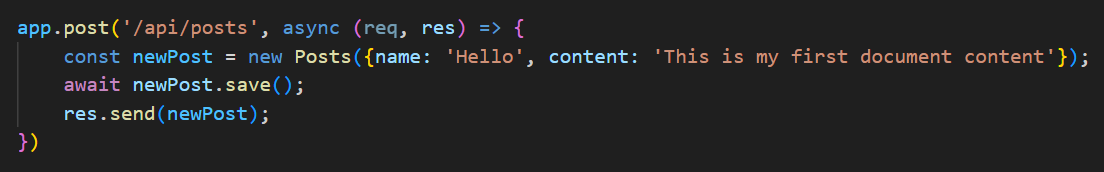 app.post('/api/posts', async (req, res) => {
    const newPost = new Posts({name: 'Hello', content: 'This is my first document content'});
    await newPost.save();
    res.send(newPost);
})